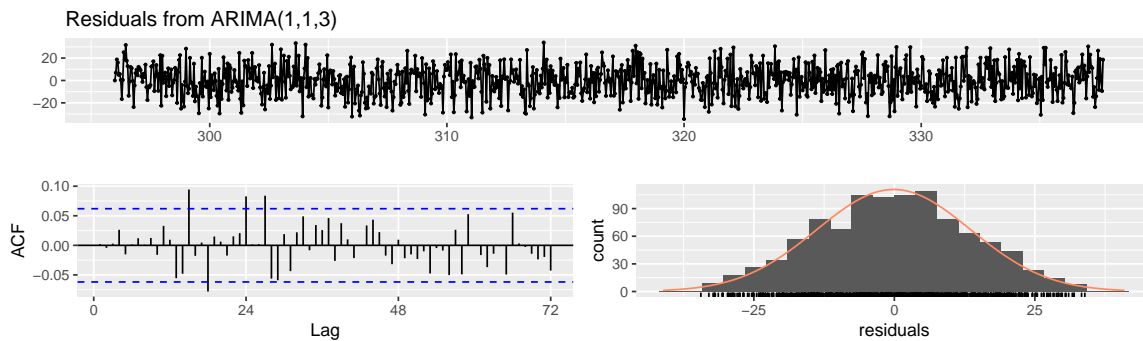 Residuals from ARIMA(1,1,3)
20
0
−20
300 310 320 330
0.10
0.05
0.00
−0.05
ACF
0 24 48 72
Lag
90
60
30
0
count
−25 0 25
residuals